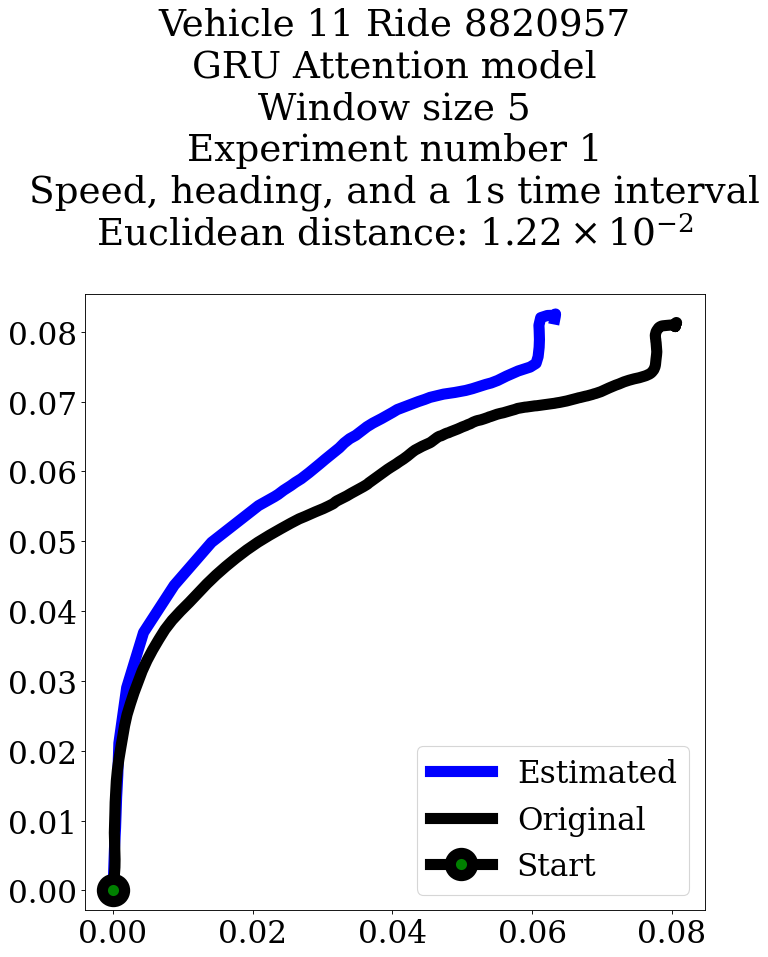 Vehicle 11 Ride 8820957
GRU Attention model
Window size 5
Experiment number 1
Speed, heading, and a 1s time interval
Euclidean distance: 1.22 × 10⁻²
0.08
0.07
0.06
0.05
0.04
0.03
0.02
0.01
0.00
Estimated
Original
Start
0.00 0.02 0.04 0.06 0.08